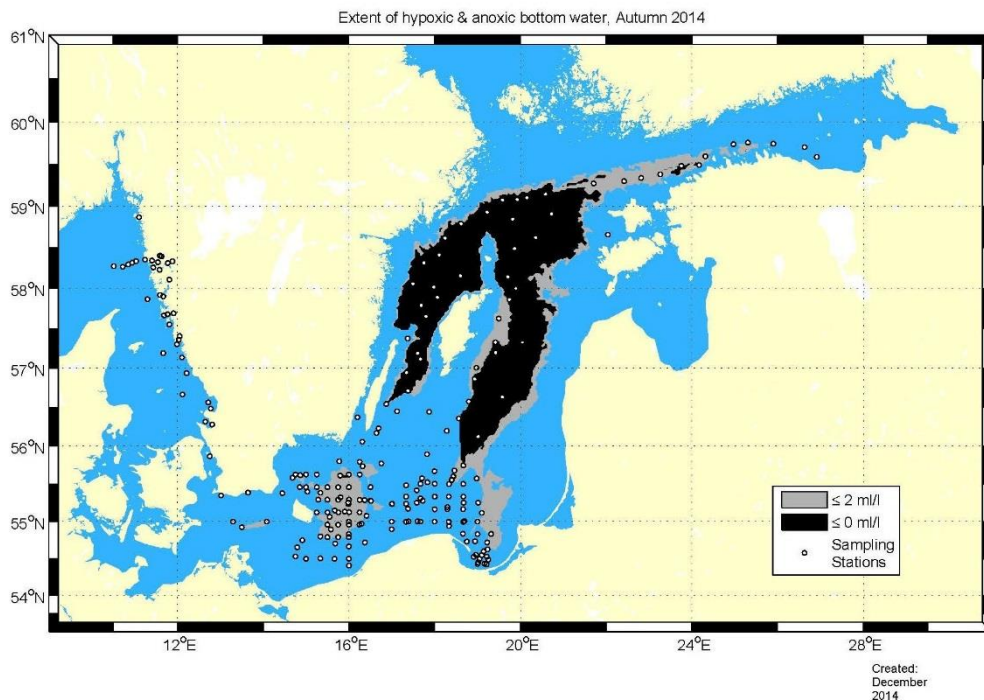 Extent of hypoxic & anoxic bottom water, Autumn 2014
61°N
60°N
59°N
58°N
57°N
56°N
55°N
54°N
≤ 2 ml/l
≤ 0 ml/l
Sampling
Stations
12°E
16°E
20°E
24°E
28°E
Created:
December
2014